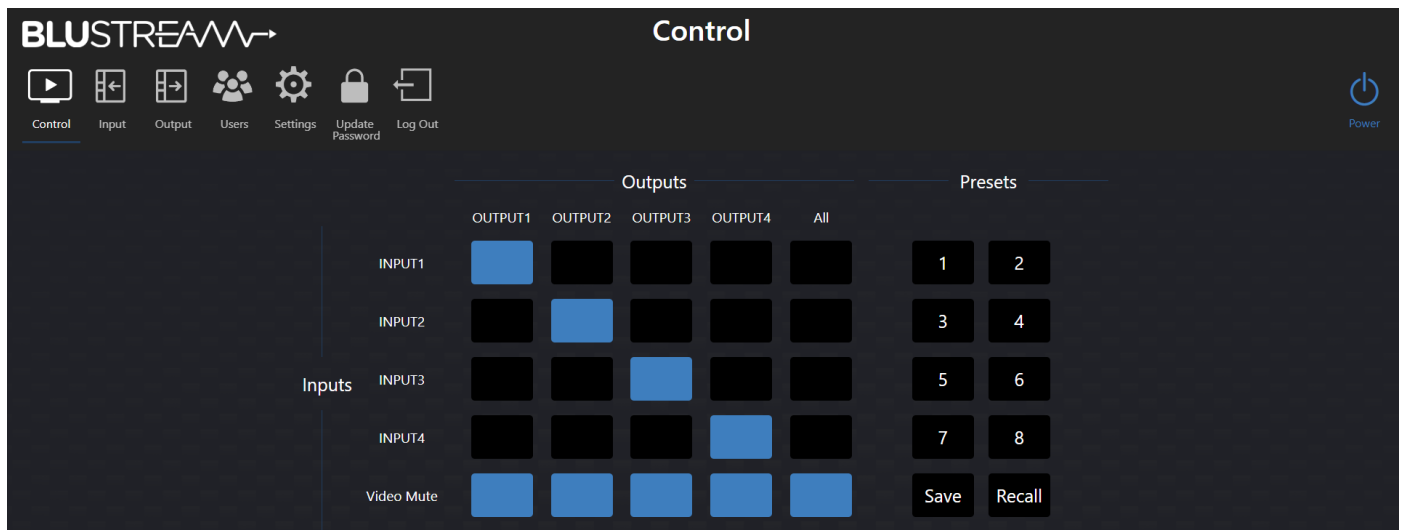 BLUSTREAM
Control
Control Input Output Users Settings Update Password Log Out
Power
Outputs
Presets
OUTPUT1 OUTPUT2 OUTPUT3 OUTPUT4 All
INPUT1
1 2
INPUT2
3 4
Inputs
INPUT3
5 6
INPUT4
7 8
Video Mute
Save Recall